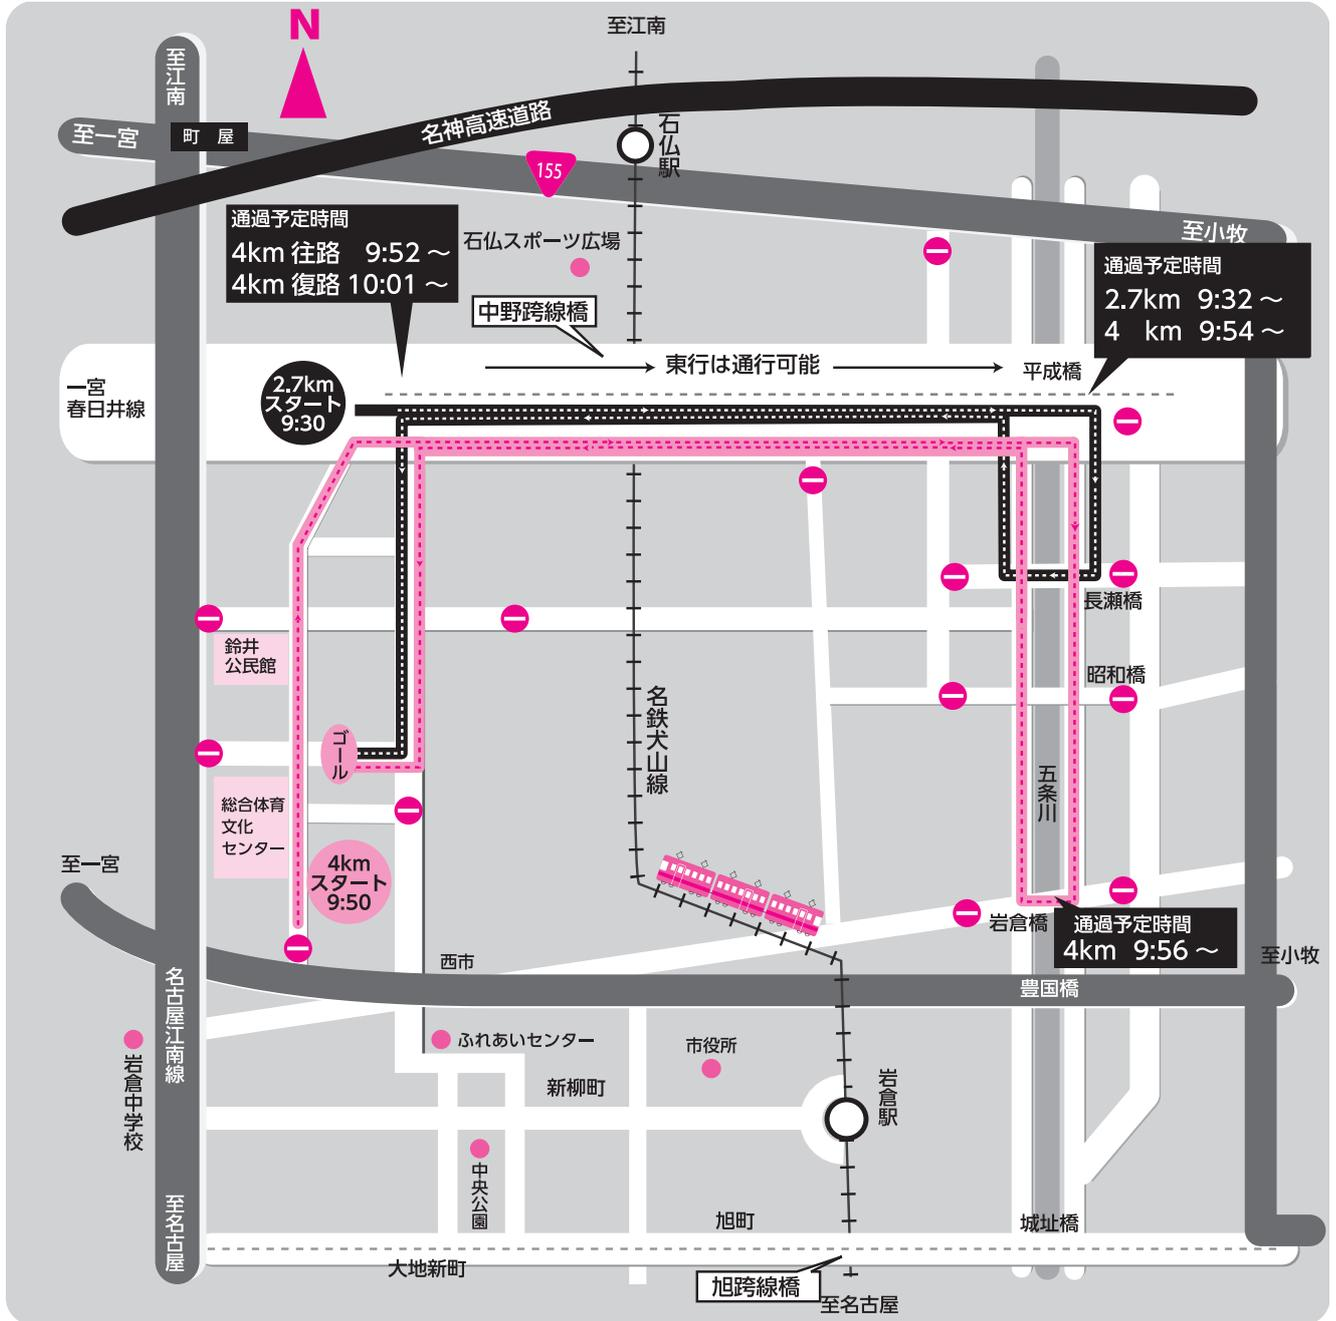 N
至江南
至江南
至一宮
町 屋
名神高速道路
155
石仏駅
至小牧
通過予定時間
4km 往路 9:52 ～
4km 復路 10:01 ～
石仏スポーツ広場
中野跨線橋
通過予定時間
2.7km 9:32 ～
4 km 9:54 ～
東行は通行可能
平成橋
一宮
春日井線
2.7km
スタート
9:30
長瀬橋
鈴井
公民館
昭和橋
名鉄犬山線
ゴール
五条川
総合体育
文化
センター
4km
スタート
9:50
至一宮
岩倉橋
通過予定時間
4km 9:56 ～
西市
至小牧
豊国橋
名古屋江南線
岩倉中学校
ふれあいセンター
市役所
新柳町
岩倉駅
中央公園
至名古屋
旭町
城址橋
大地新町
旭跨線橋
至名古屋